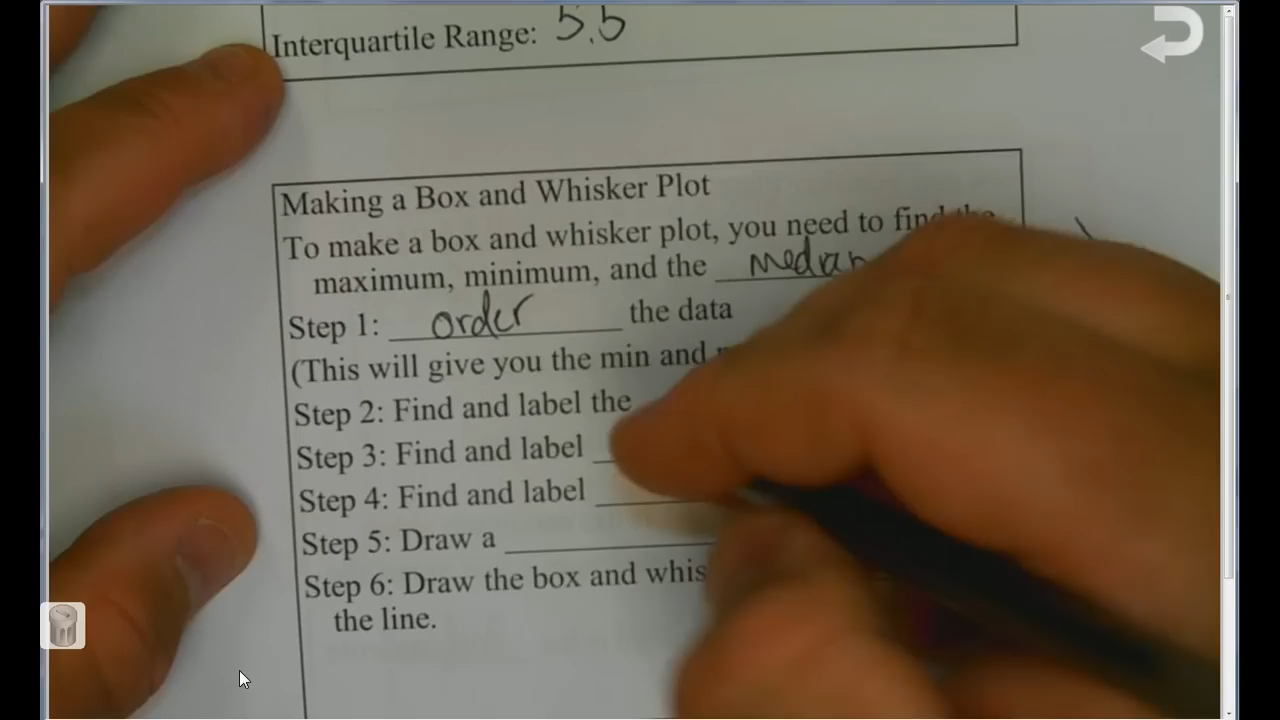 Interquartile Range: 5.5
Making a Box and Whisker Plot
To make a box and whisker plot, you need to find the
maximum, minimum, and the median
Step 1: order the data
(This will give you the min and
Step 2: Find and label the
Step 3: Find and label
Step 4: Find and label
Step 5: Draw a
Step 6: Draw the box and whis
the line.